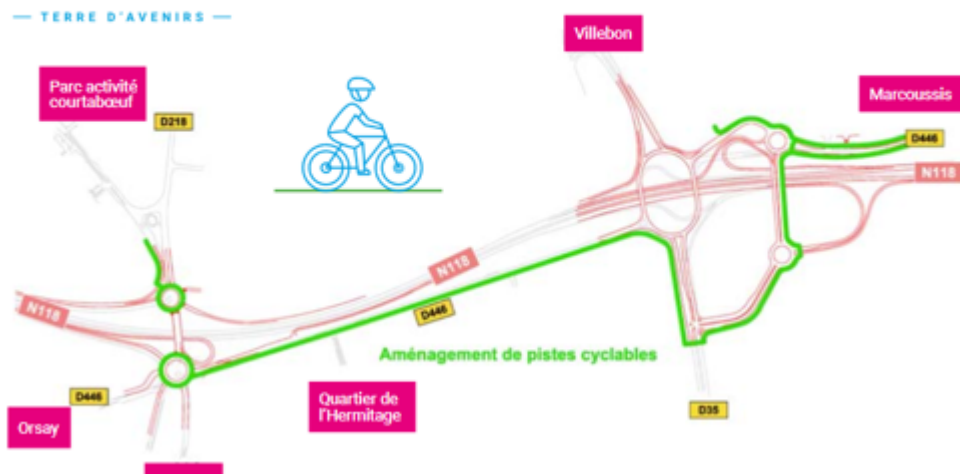 — TERRE D'AVENIRS —
Villebon
Parc activité
courtabœuf
Marcoussis
D218
D446
N118
N118
N118
D446
Aménagement de pistes cyclables
D446
Quartier de
l'Hermitage
D35
Orsay